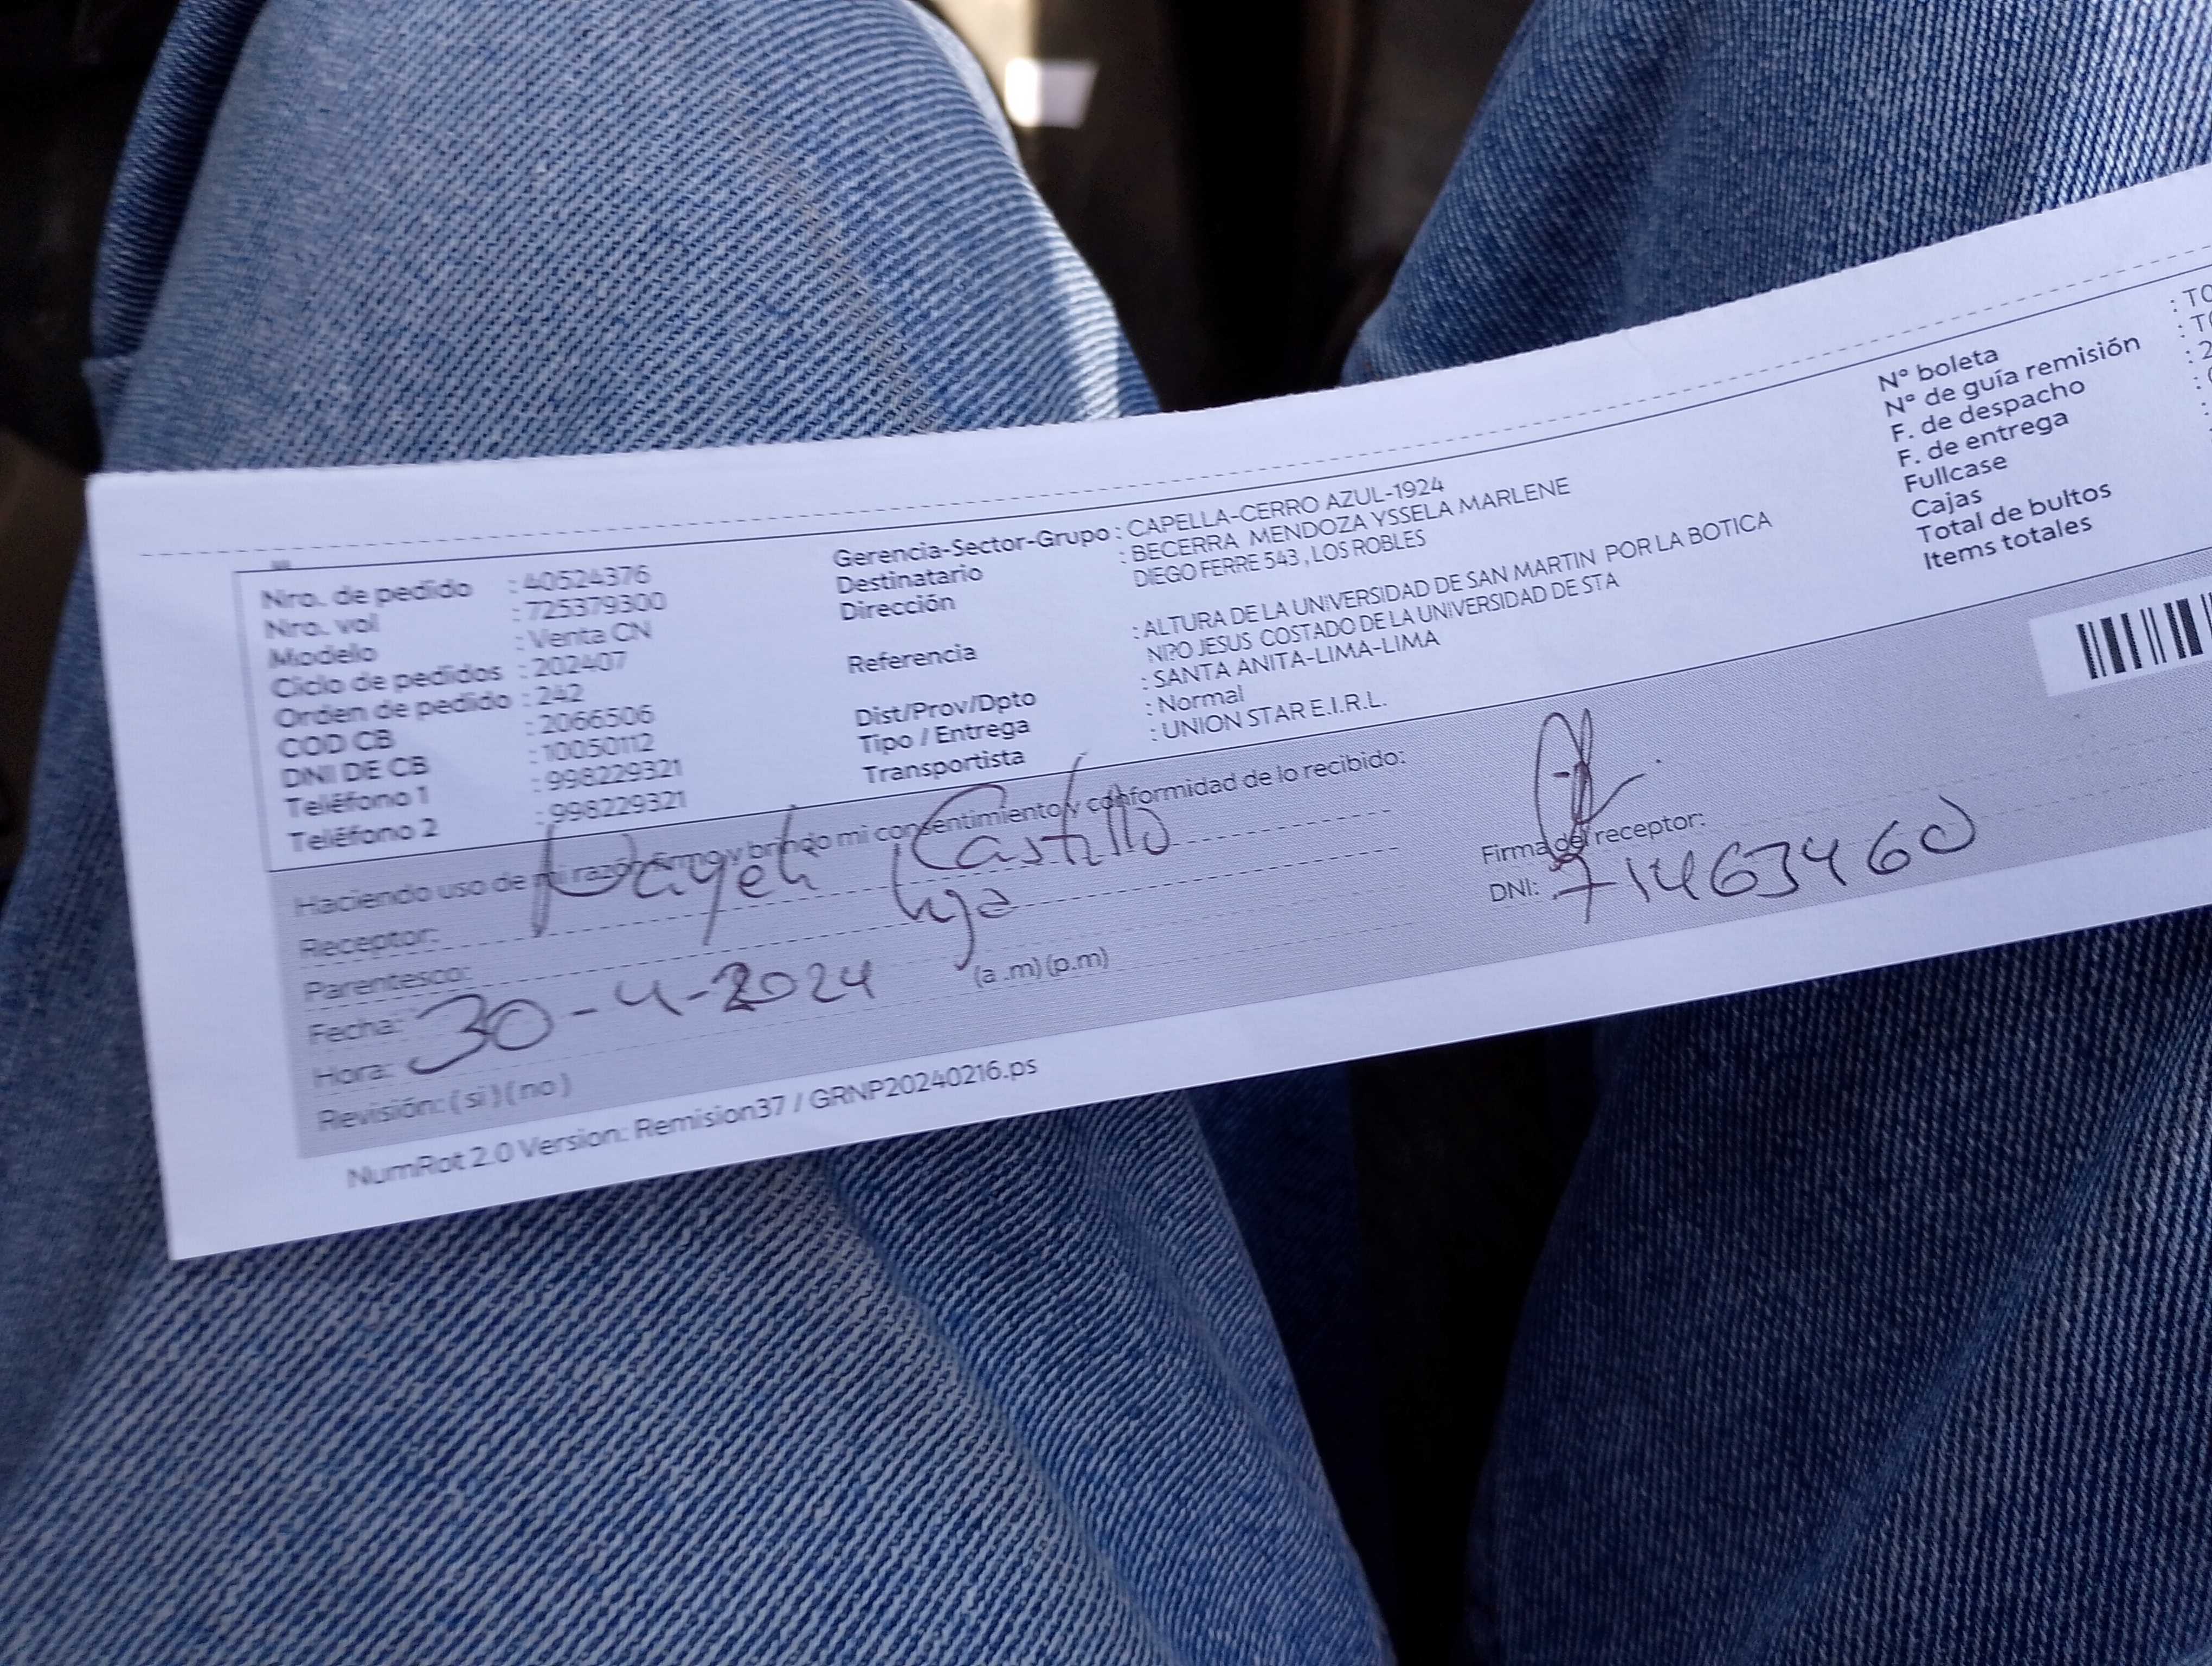 Nro. de pedido : 40524376
Nro. vol : 725379300
Modelo : Venta CN
Ciclo de pedidos : 202407
Orden de pedido : 242
COD CB : 2066506
DNI DE CB : 10050112
Teléfono 1 : 998229321
Teléfono 2 : 998229321
Gerencia-Sector-Grupo : CAPELLA-CERRO AZUL-1924
Destinatario : BECERRA MENDOZA YSSELA MARLENE
Dirección DIEGO FERRE 543 , LOS ROBLES
Referencia : ALTURA DE LA UNIVERSIDAD DE SAN MARTIN POR LA BOTICA
NIÑO JESUS COSTADO DE LA UNIVERSIDAD DE STA
Dist/Prov/Dpto : SANTA ANITA-LIMA-LIMA
Tipo / Entrega : Normal
Transportista : UNION STAR E.I.R.L.
N° boleta : TO
N° de guía remisión
F. de despacho : 2
F. de entrega
Fullcase
Cajas
Total de bultos
Items totales
Haciendo uso de mi razón firmo y brindo mi consentimiento y conformidad de lo recibido:
Receptor: Nayeli Castillo
Parentesco: hija
Fecha: 30-4-2024
Hora: (a .m) (p.m)
Revisión: ( si ) ( no )
Firma del receptor:
DNI: 71463460
NumRot 2.0 Version: Remision37 / GRNP20240216.ps